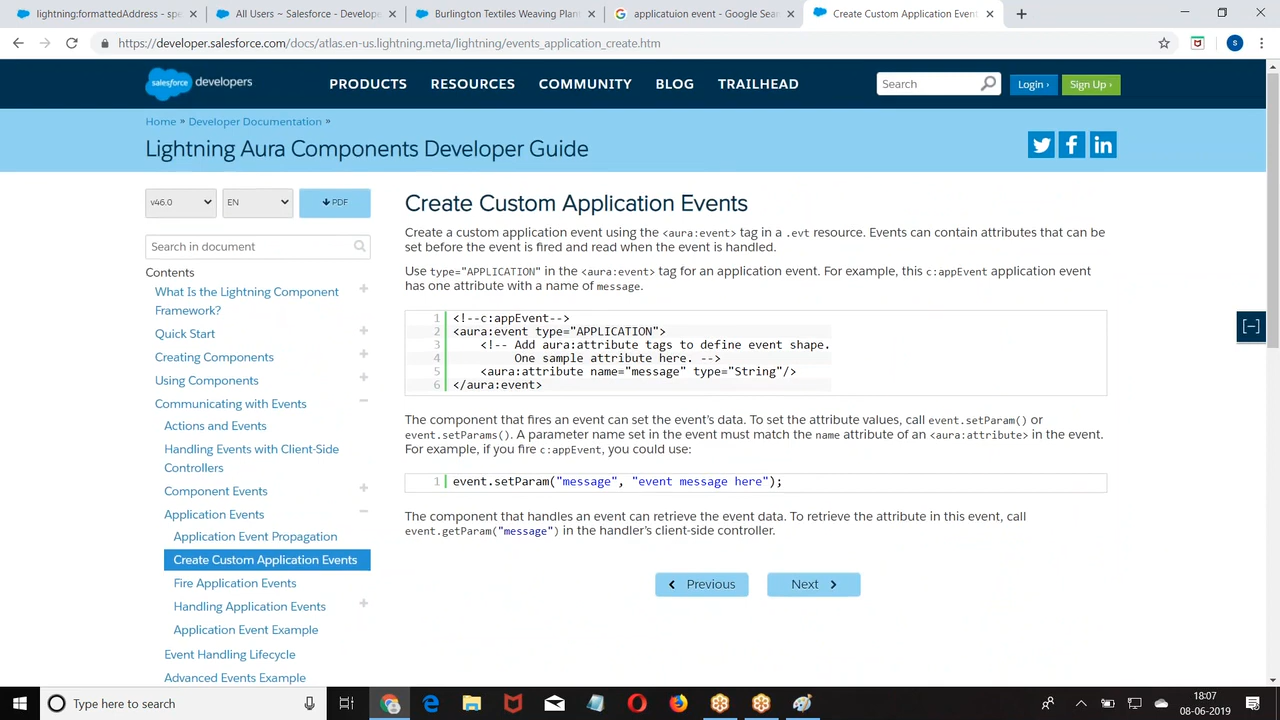 lightning:formattedAddress - spe
All Users ~ Salesforce - Develope
Burlington Textiles Weaving Plan
applicatuion event - Google Sear
Create Custom Application Event
https://developer.salesforce.com/docs/atlas.en-us.lightning.meta/lightning/events_application_create.htm
S
salesforce developers
PRODUCTS
RESOURCES
COMMUNITY
BLOG
TRAILHEAD
Search
Login ›
Sign Up ›
Home » Developer Documentation »
Lightning Aura Components Developer Guide
v46.0
EN
PDF
Search in document
Contents
What Is the Lightning Component
Framework?
Quick Start
Creating Components
Using Components
Communicating with Events
Actions and Events
Handling Events with Client-Side
Controllers
Component Events
Application Events
Application Event Propagation
Create Custom Application Events
Fire Application Events
Handling Application Events
Application Event Example
Event Handling Lifecycle
Advanced Events Example
Create Custom Application Events
Create a custom application event using the <aura:event> tag in a .evt resource. Events can contain attributes that can be
set before the event is fired and read when the event is handled.
Use type="APPLICATION" in the <aura:event> tag for an application event. For example, this c:appEvent application event
has one attribute with a name of message.
1 <!--c:appEvent-->
2 <aura:event type="APPLICATION">
3 <!-- Add aura:attribute tags to define event shape.
4 One sample attribute here. -->
5 <aura:attribute name="message" type="String"/>
6 </aura:event>
The component that fires an event can set the event's data. To set the attribute values, call event.setParam() or
event.setParams(). A parameter name set in the event must match the name attribute of an <aura:attribute> in the event.
For example, if you fire c:appEvent, you could use:
1 event.setParam("message", "event message here");
The component that handles an event can retrieve the event data. To retrieve the attribute in this event, call
event.getParam("message") in the handler's client-side controller.
Previous
Next
[−]
Type here to search
18:07
08-06-2019